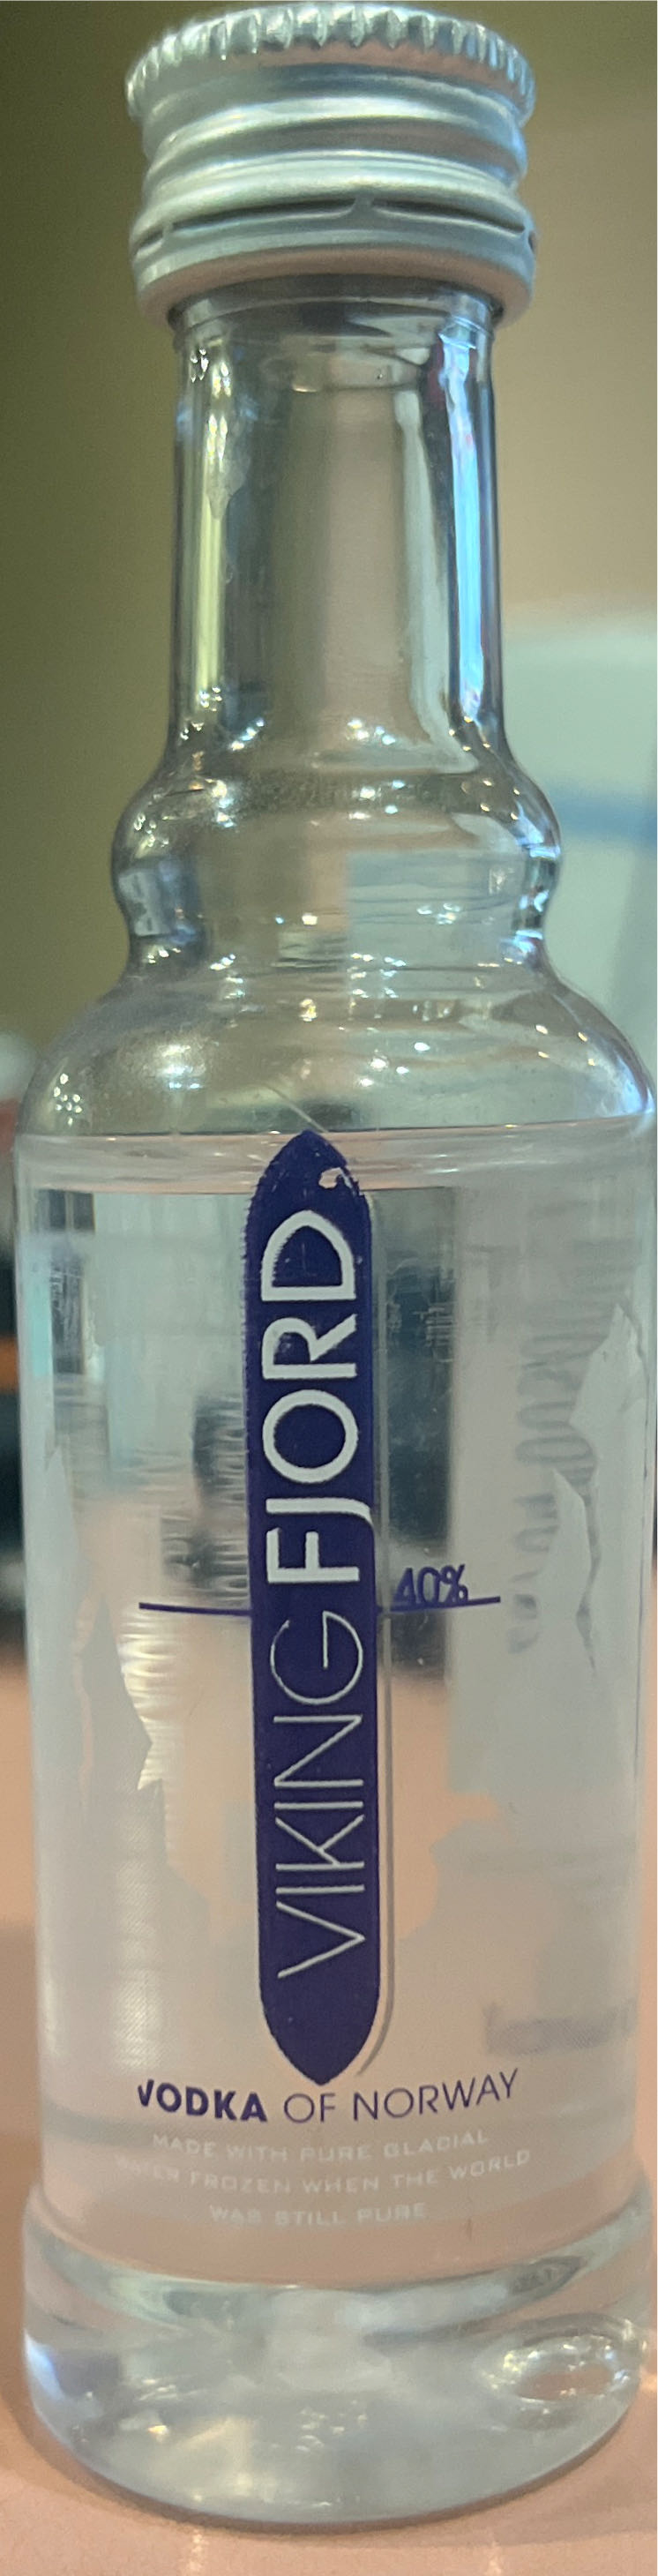 VIKING FJORD
40%
VODKA OF NORWAY
MADE WITH PURE GLACIAL
WATER FROZEN WHEN THE WORLD
WAS STILL PURE